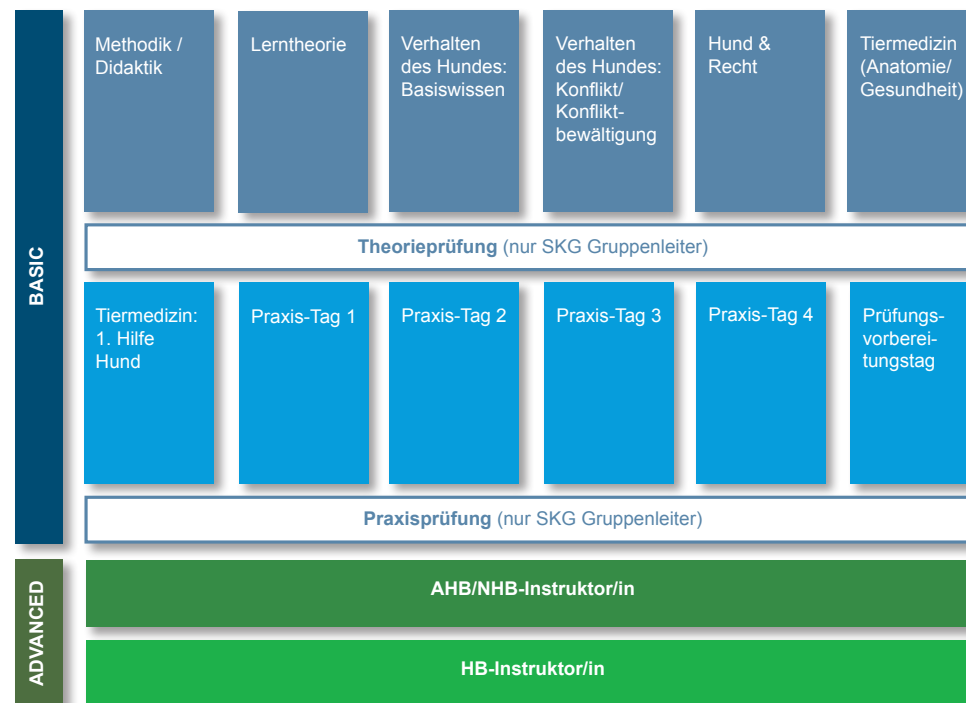 BASIC
Methodik /
Didaktik
Lerntheorie
Verhalten
des Hundes:
Basiswissen
Verhalten
des Hundes:
Konflikt/
Konflikt-
bewältigung
Hund &
Recht
Tiermedizin
(Anatomie/
Gesundheit)
Theorieprüfung (nur SKG Gruppenleiter)
Tiermedizin:
1. Hilfe
Hund
Praxis-Tag 1
Praxis-Tag 2
Praxis-Tag 3
Praxis-Tag 4
Prüfungs-
vorberei-
tungstag
Praxisprüfung (nur SKG Gruppenleiter)
ADVANCED
AHB/NHB-Instruktor/in
HB-Instruktor/in